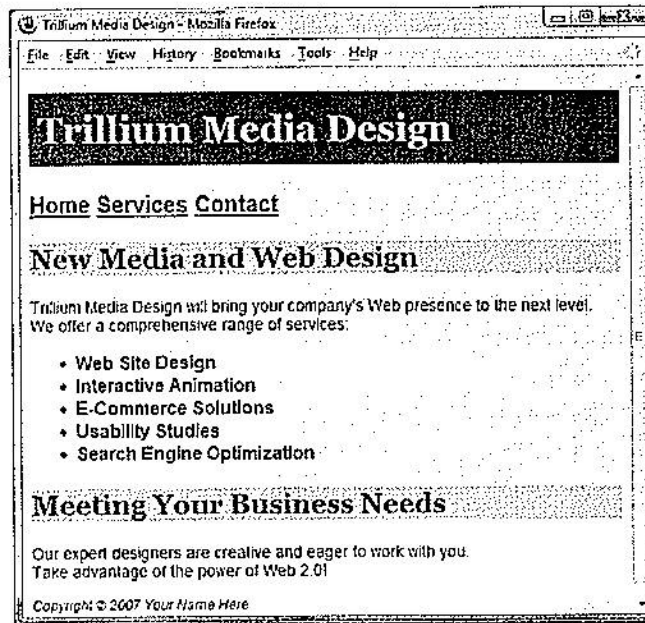 Trillium Media Design - Mozilla Firefox
File Edit View History Bookmarks Tools Help
Trillium Media Design
Home Services Contact
New Media and Web Design
Trillium Media Design will bring your company's Web presence to the next level.
We offer a comprehensive range of services:
• Web Site Design
• Interactive Animation
• E-Commerce Solutions
• Usability Studies
• Search Engine Optimization
Meeting Your Business Needs
Our expert designers are creative and eager to work with you.
Take advantage of the power of Web 2.0!
Copyright © 2007 Your Name Here